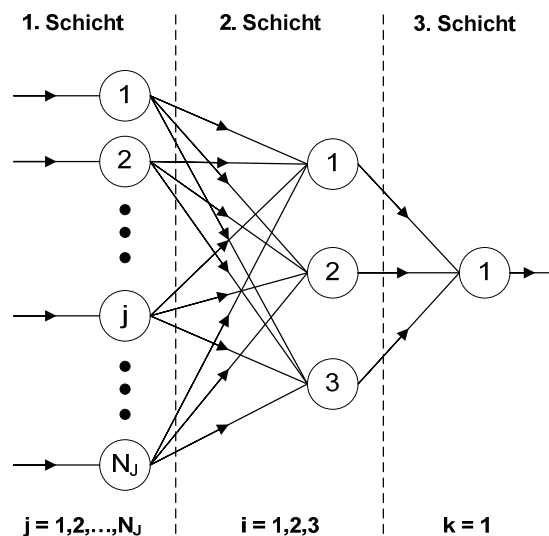 1. Schicht 2. Schicht 3. Schicht
1
2
j
N_J
1
2
3
1
j = 1,2,...,N_J i = 1,2,3 k = 1